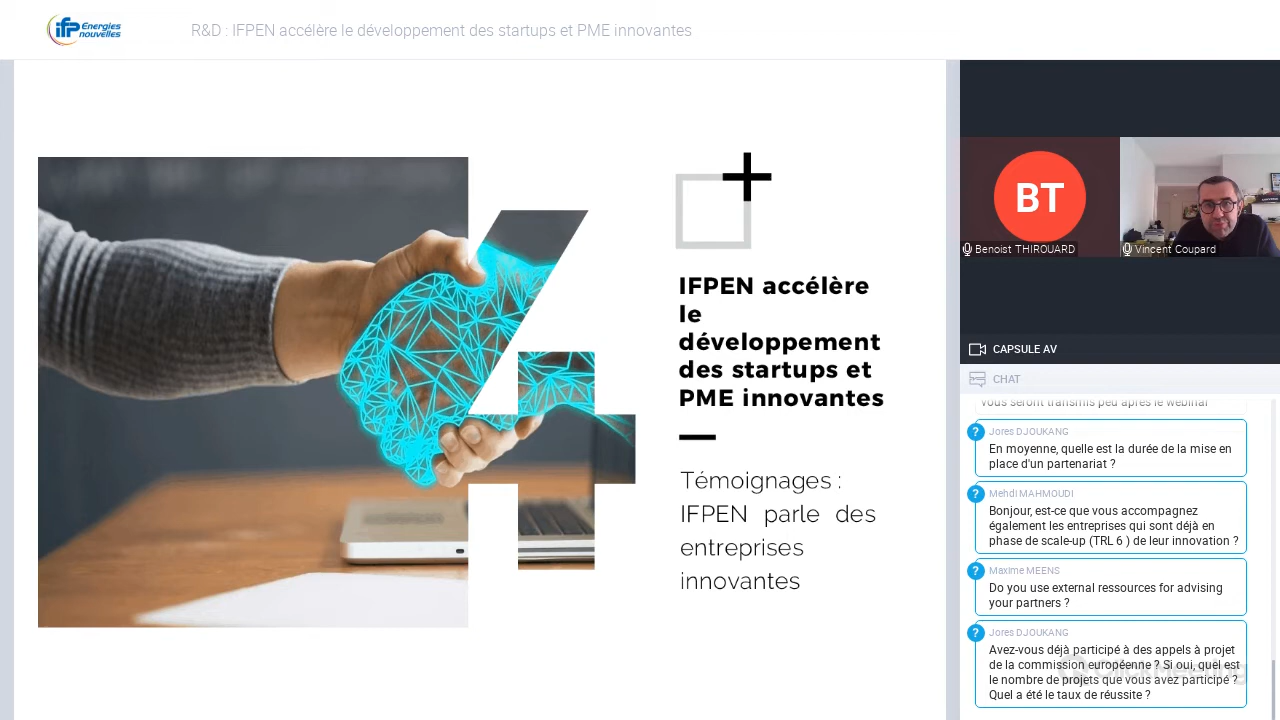 ifp Energies
nouvelles
R&D : IFPEN accélère le développement des startups et PME innovantes
4
IFPEN accélère
le
développement
des startups et
PME innovantes
Témoignages :
IFPEN parle des
entreprises
innovantes
BT
Benoist THIROUARD
Vincent Coupard
CAPSULE AV
CHAT
vous seront transmis peu après le webinar
? Jores DJOUKANG
En moyenne, quelle est la durée de la mise en
place d'un partenariat ?
? Mehdi MAHMOUDI
Bonjour, est-ce que vous accompagnez
également les entreprises qui sont déjà en
phase de scale-up (TRL 6 ) de leur innovation ?
? Maxime MEENS
Do you use external ressources for advising
your partners ?
? Jores DJOUKANG
Avez-vous déjà participé à des appels à projet
de la commission européenne ? Si oui, quel est
le nombre de projets que vous avez participé ?
Quel a été le taux de réussite ?
ClickMeeting